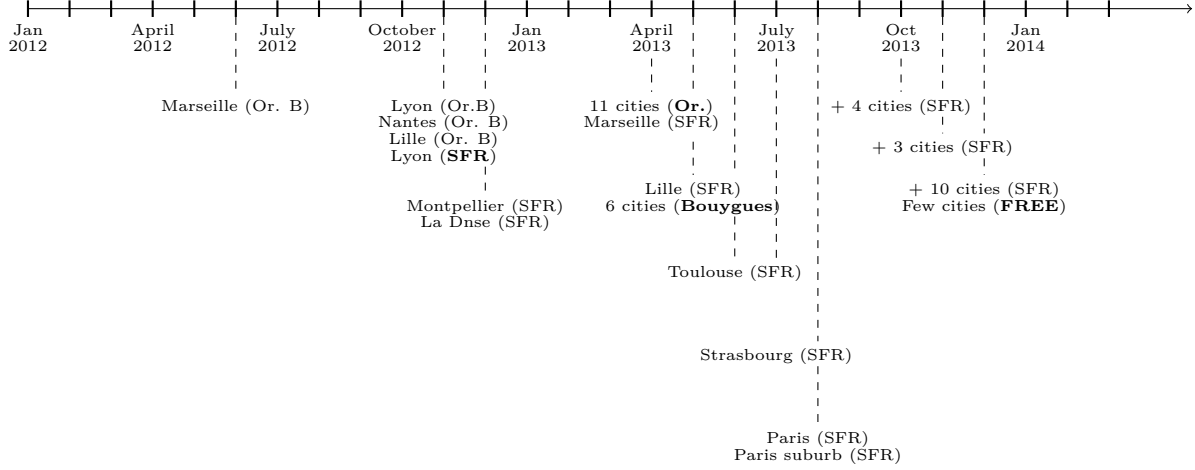 Jan
2012
April
2012
July
2012
October
2012
Jan
2013
April
2013
July
2013
Oct
2013
Jan
2014
Marseille (Or. B)
Lyon (Or.B)
Nantes (Or. B)
Lille (Or. B)
Lyon (SFR)
Montpellier (SFR)
La Dnse (SFR)
11 cities (Or.)
Marseille (SFR)
Lille (SFR)
6 cities (Bouygues)
Toulouse (SFR)
Strasbourg (SFR)
Paris (SFR)
Paris suburb (SFR)
+ 4 cities (SFR)
+ 3 cities (SFR)
+ 10 cities (SFR)
Few cities (FREE)